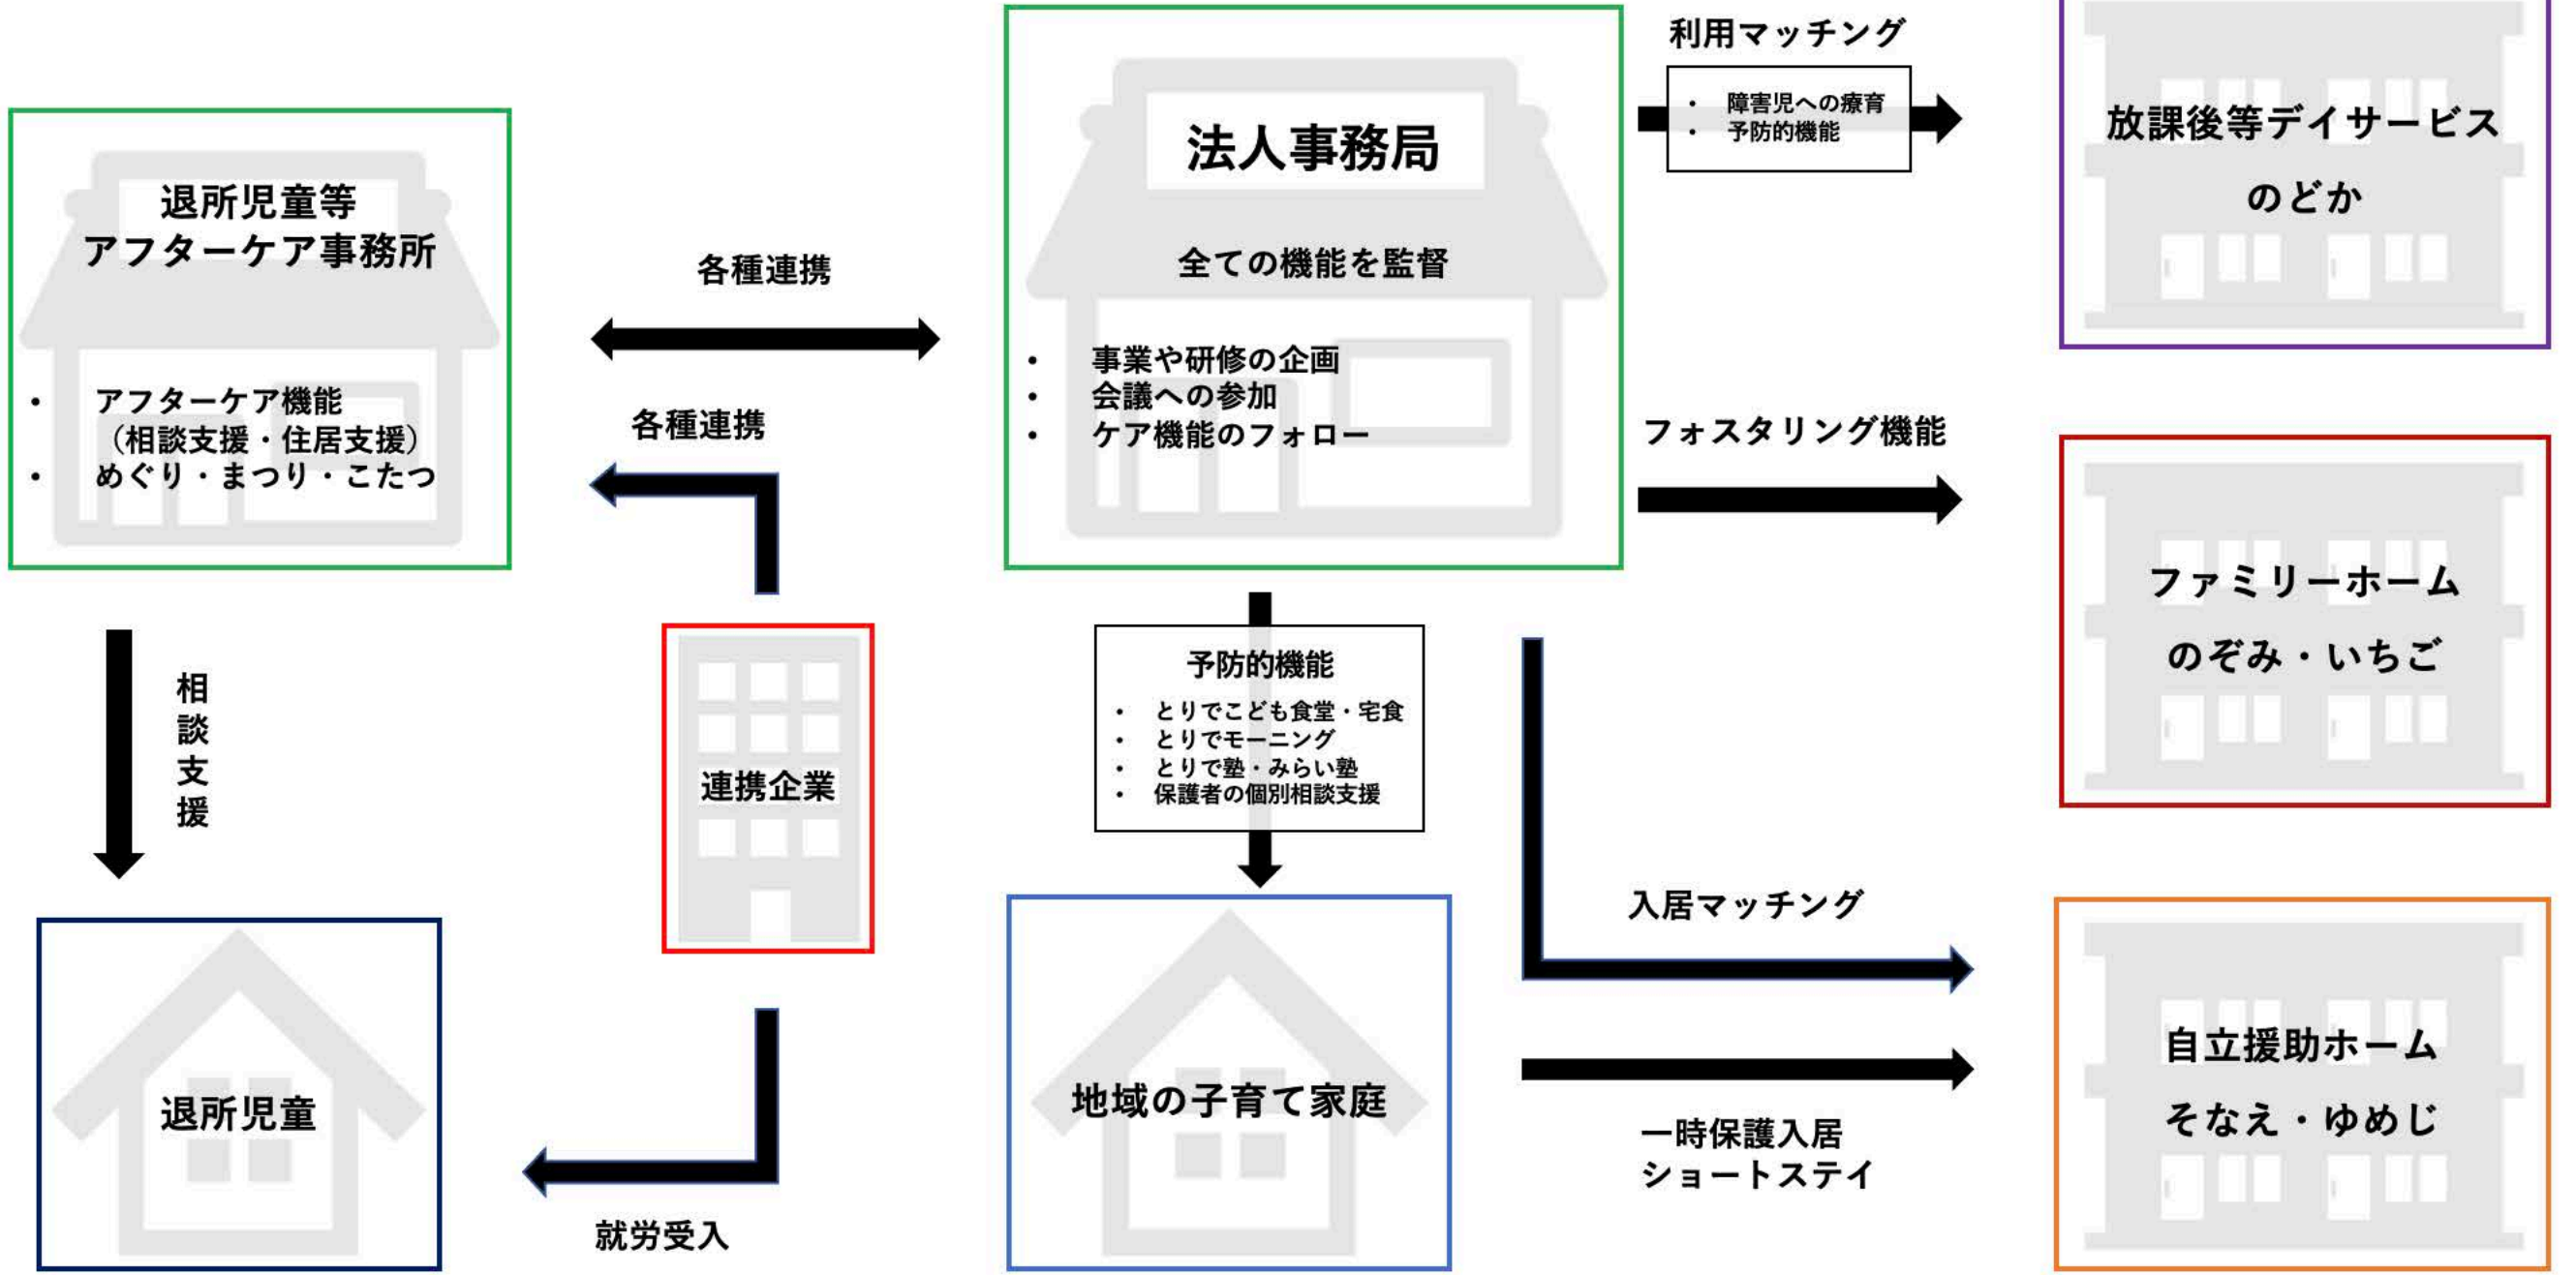 退所児童等
アフターケア事務所
・ アフターケア機能
（相談支援・住居支援）
・ めぐり・まつり・こたつ
各種連携
各種連携
法人事務局
全ての機能を監督
・ 事業や研修の企画
・ 会議への参加
・ ケア機能のフォロー
利用マッチング
・ 障害児への療育
・ 予防的機能
放課後等デイサービス
のどか
フォスタリング機能
ファミリーホーム
のぞみ・いちご
相談支援
連携企業
予防的機能
・ とりでこども食堂・宅食
・ とりでモーニング
・ とりで塾・みらい塾
・ 保護者の個別相談支援
入居マッチング
退所児童
就労受入
地域の子育て家庭
一時保護入居
ショートステイ
自立援助ホーム
そなえ・ゆめじ